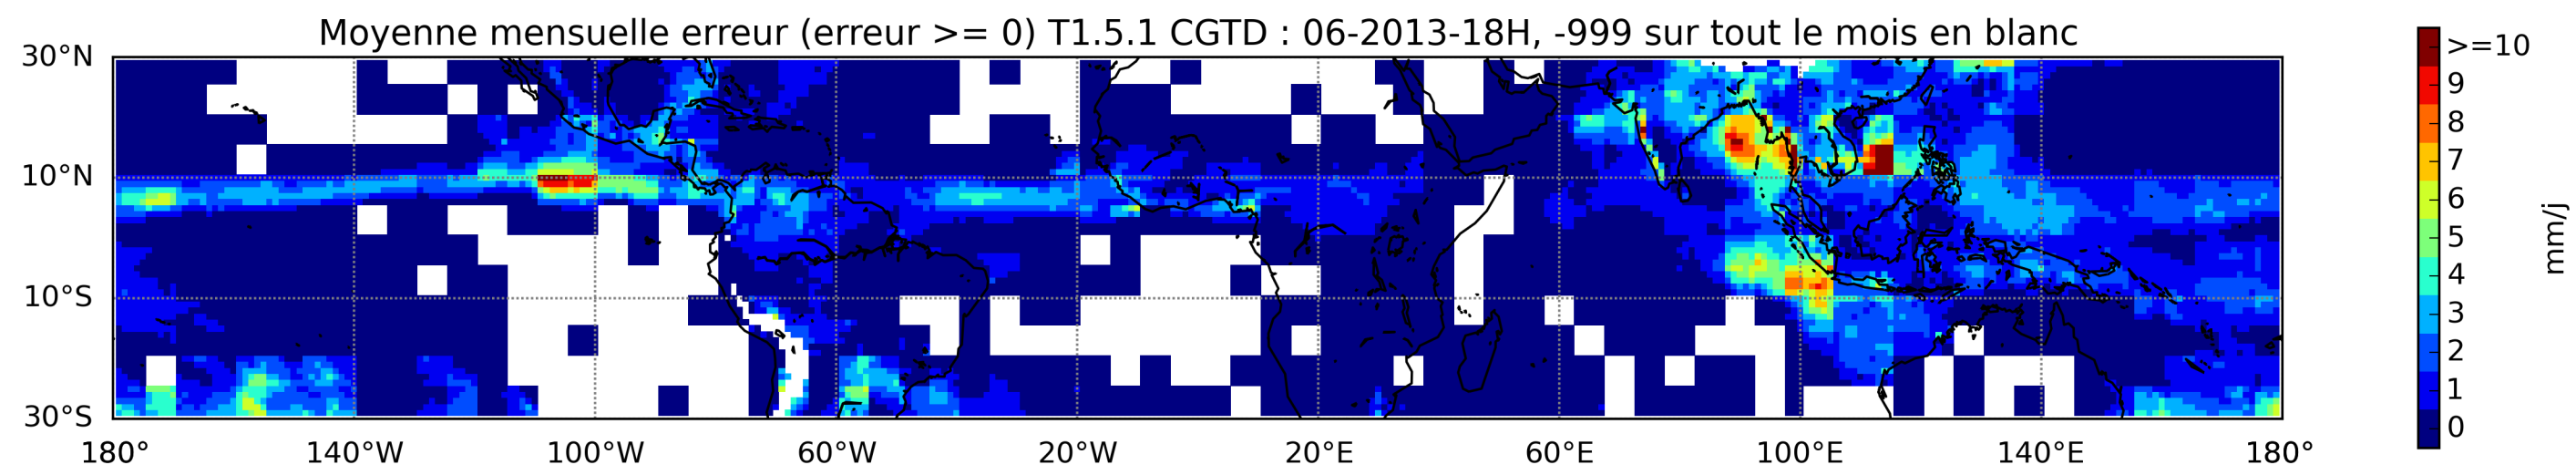 Moyenne mensuelle erreur (erreur >= 0) T1.5.1 CGTD : 06-2013-18H, -999 sur tout le mois en blanc
30°N
10°N
10°S
30°S
180° 140°W 100°W 60°W 20°W 20°E 60°E 100°E 140°E 180°
>=10
9
8
7
6
5
4
3
2
1
0
mm/j